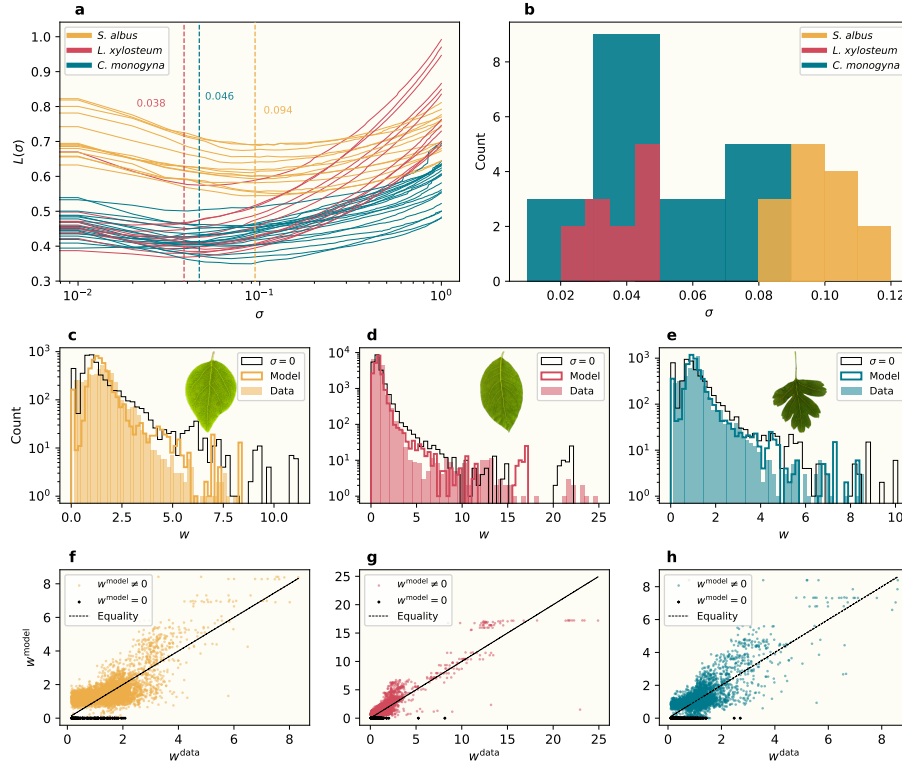 a
S. albus
L. xylosteum
C. monogyna
0.038
0.046
0.094
1.0
0.9
0.8
0.7
0.6
0.5
0.4
0.3
L(σ)
10⁻²
10⁻¹
10⁰
σ
b
S. albus
L. xylosteum
C. monogyna
8
6
4
2
0
Count
0.02
0.04
0.06
0.08
0.10
0.12
σ
c
σ = 0
Model
Data
10³
10²
10¹
10⁰
Count
0.0
2.5
5.0
7.5
10.0
w
d
σ = 0
Model
Data
10⁴
10³
10²
10¹
10⁰
0
5
10
15
20
25
w
e
σ = 0
Model
Data
10³
10²
10¹
10⁰
0
2
4
6
8
10
w
f
w^model ≠ 0
w^model = 0
Equality
8
6
4
2
0
w^model
0
2
4
6
8
w^data
g
w^model ≠ 0
w^model = 0
Equality
25
20
15
10
5
0
0
5
10
15
20
25
w^data
h
w^model ≠ 0
w^model = 0
Equality
8
6
4
2
0
0
2
4
6
8
w^data